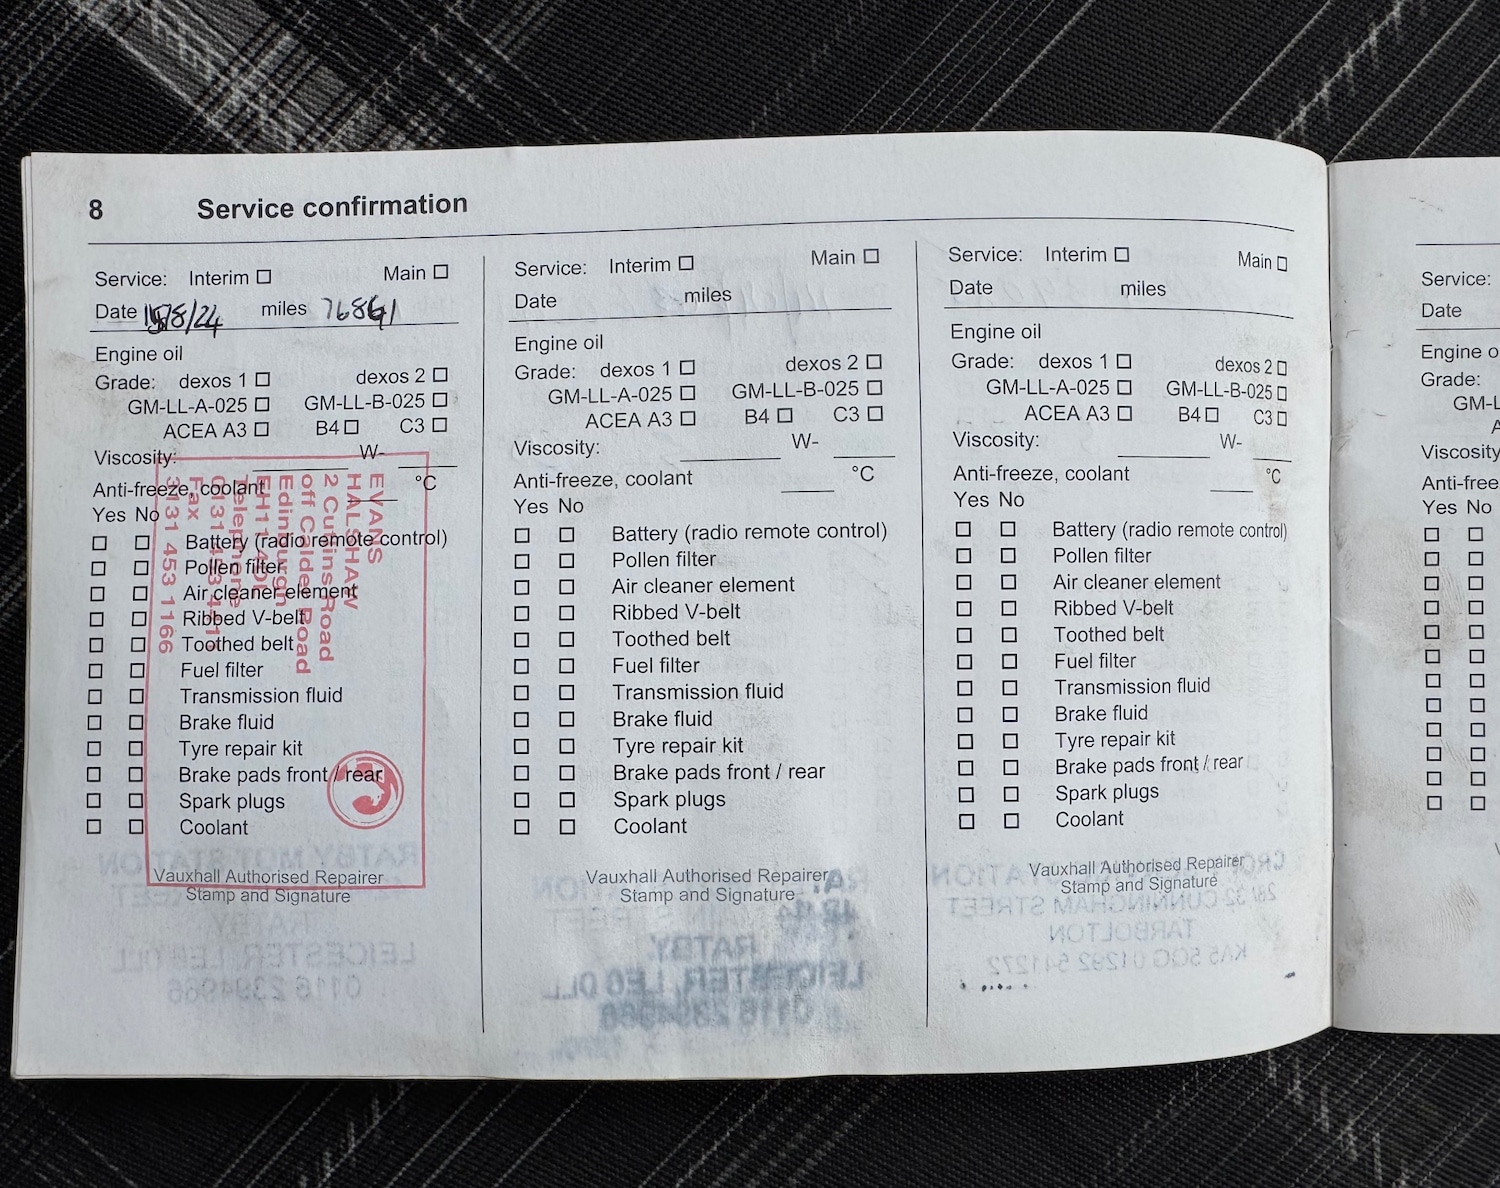 8 Service confirmation
Service: Interim Main
Date miles
Engine oil
Grade: dexos 1 dexos 2
GM-LL-A-025 GM-LL-B-025
ACEA A3 B4 C3
Viscosity: W-
Anti-freeze, coolant °C
Yes No
Battery (radio remote control)
Pollen filter
Air cleaner element
Ribbed V-belt
Toothed belt
Fuel filter
Transmission fluid
Brake fluid
Tyre repair kit
Brake pads front / rear
Spark plugs
Coolant
Vauxhall Authorised Repairer
Stamp and Signature
EVANS
HALSHAW
2 Cultins Road
off Calder Road
Edinburgh
Telephone
Fax
0131 453 1166
Service: Interim Main
Date miles
Engine oil
Grade: dexos 1 dexos 2
GM-LL-A-025 GM-LL-B-025
ACEA A3 B4 C3
Viscosity: W-
Anti-freeze, coolant °C
Yes No
Battery (radio remote control)
Pollen filter
Air cleaner element
Ribbed V-belt
Toothed belt
Fuel filter
Transmission fluid
Brake fluid
Tyre repair kit
Brake pads front / rear
Spark plugs
Coolant
Vauxhall Authorised Repairer
Stamp and Signature
Service: Interim Main
Date miles
Engine oil
Grade: dexos 1 dexos 2
GM-LL-A-025 GM-LL-B-025
ACEA A3 B4 C3
Viscosity: W-
Anti-freeze, coolant °C
Yes No
Battery (radio remote control)
Pollen filter
Air cleaner element
Ribbed V-belt
Toothed belt
Fuel filter
Transmission fluid
Brake fluid
Tyre repair kit
Brake pads front / rear
Spark plugs
Coolant
Vauxhall Authorised Repairer
Stamp and Signature
Service:
Date
Engine o
Grade:
GM-L
A
Viscosity
Anti-free
Yes No